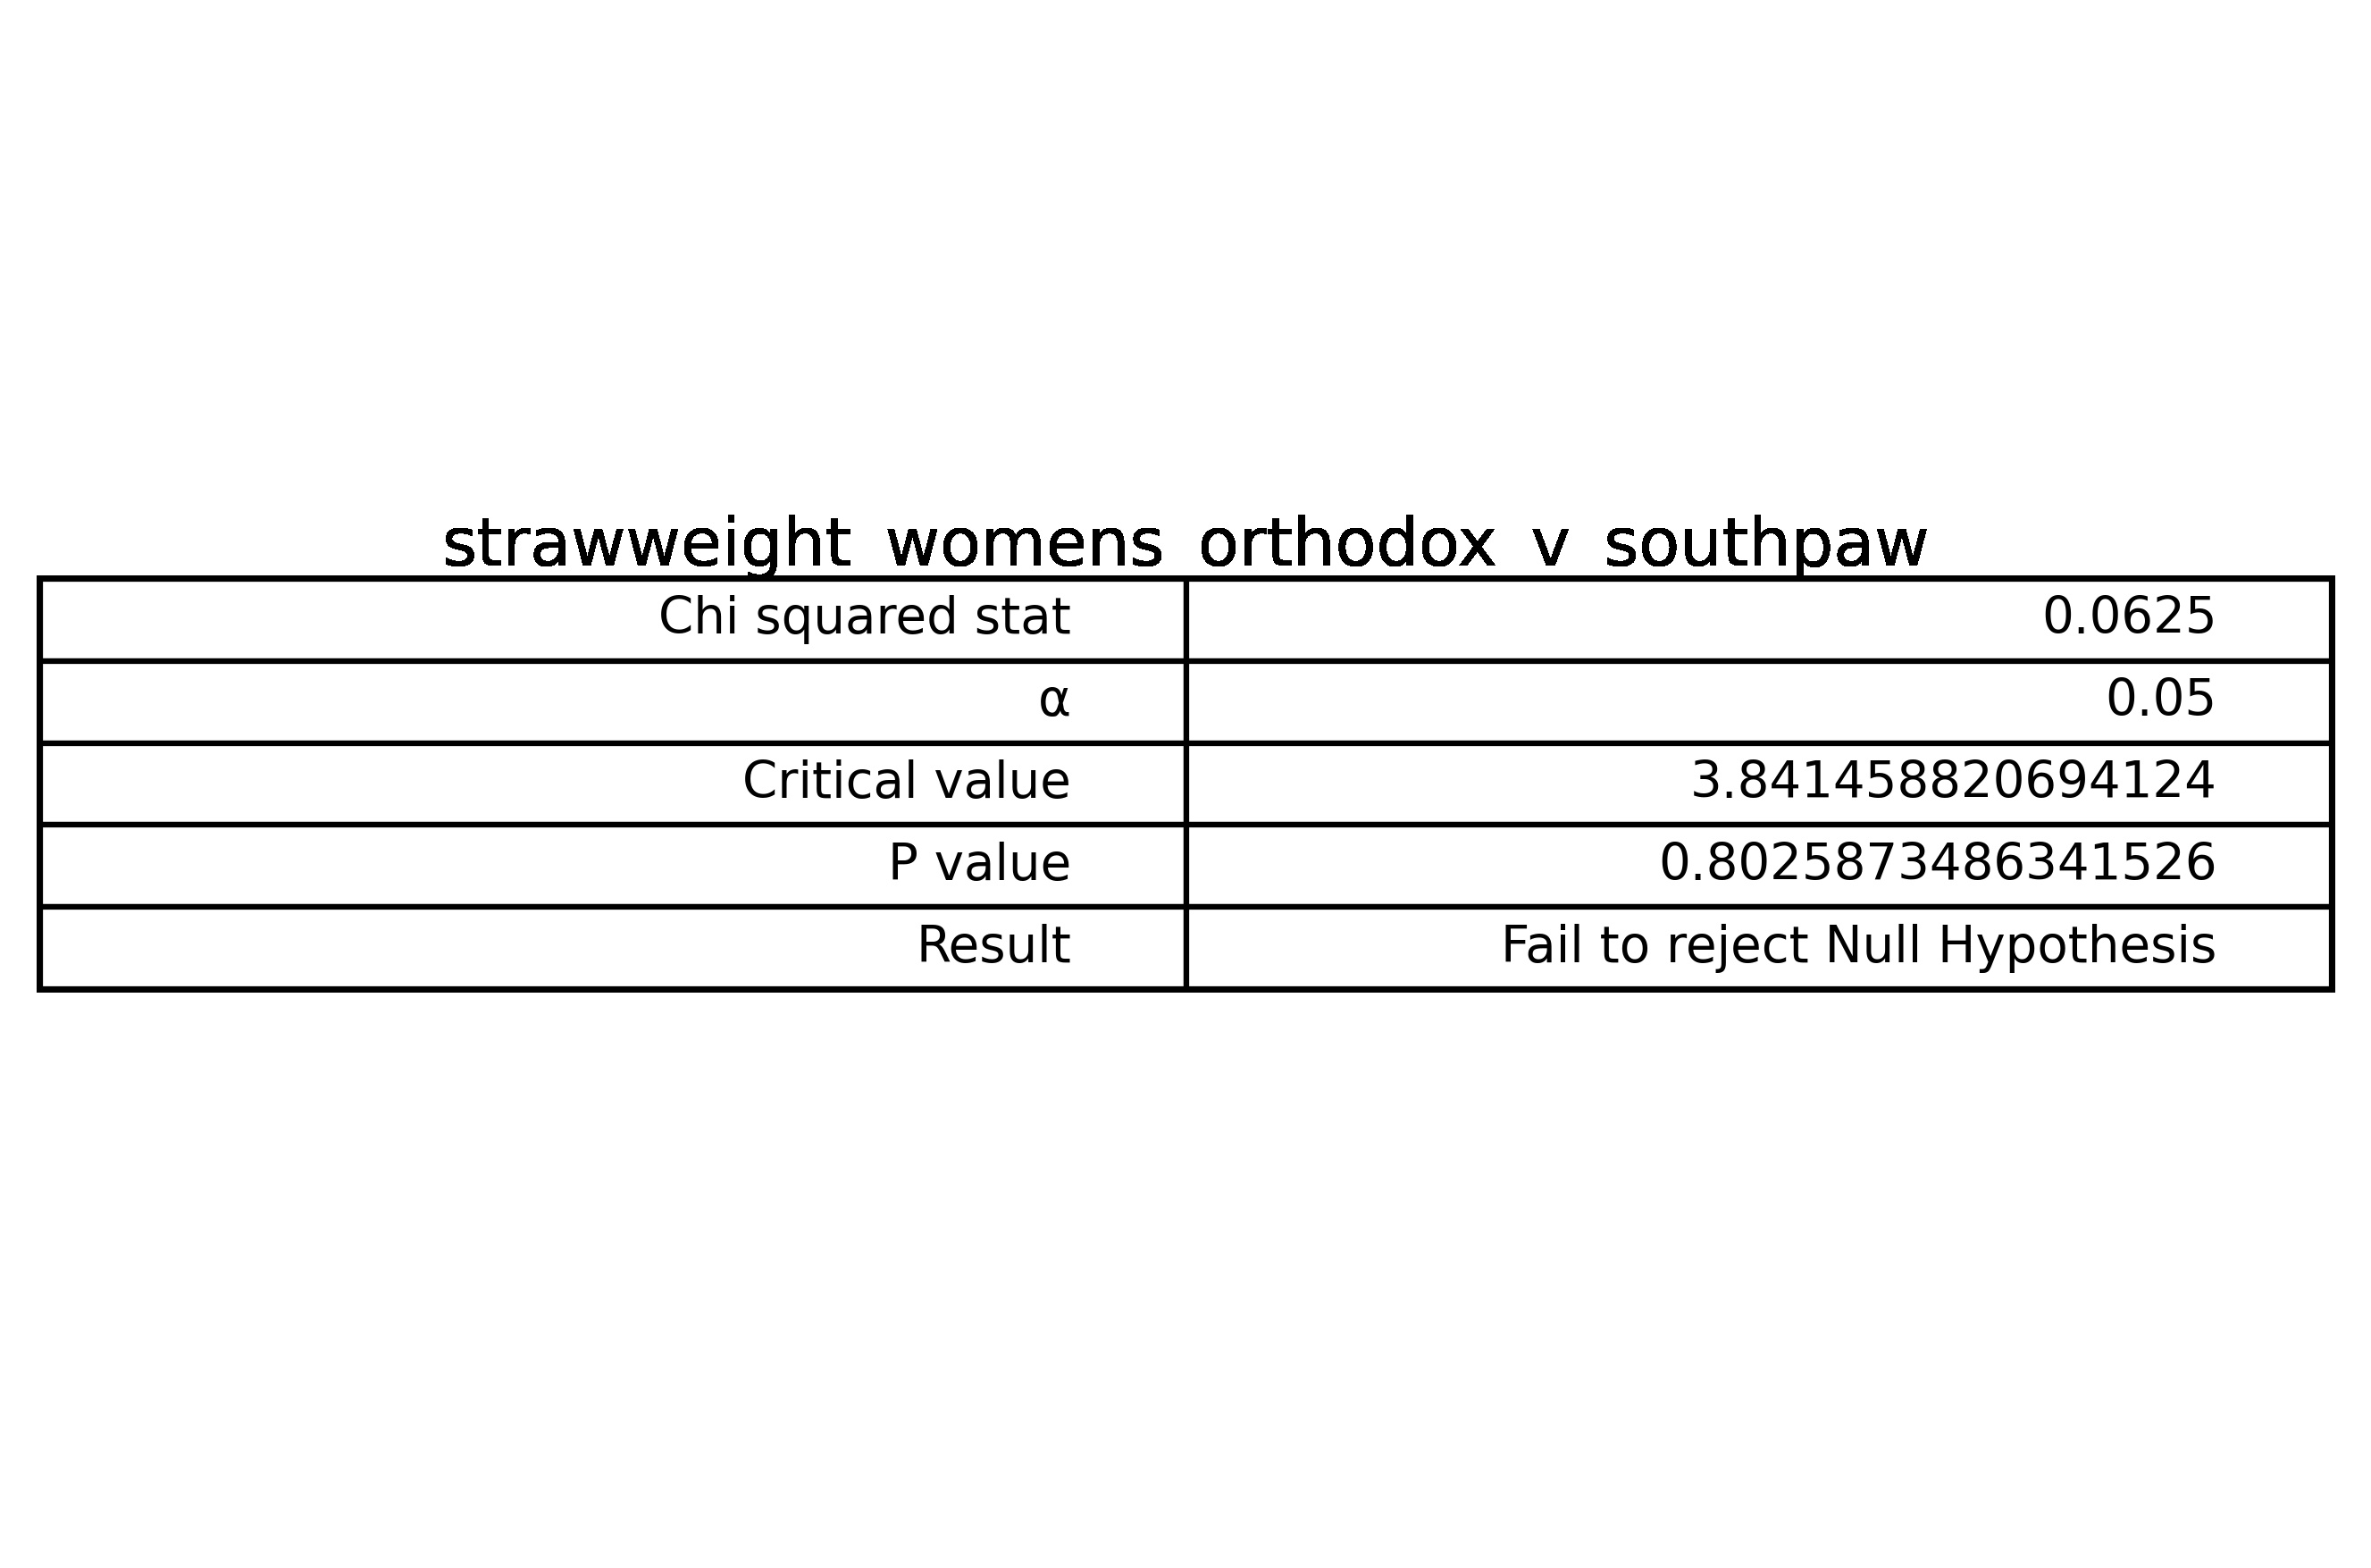 strawweight womens orthodox v southpaw
Chi squared stat 0.0625
α 0.05
Critical value 3.841458820694124
P value 0.8025873486341526
Result Fail to reject Null Hypothesis